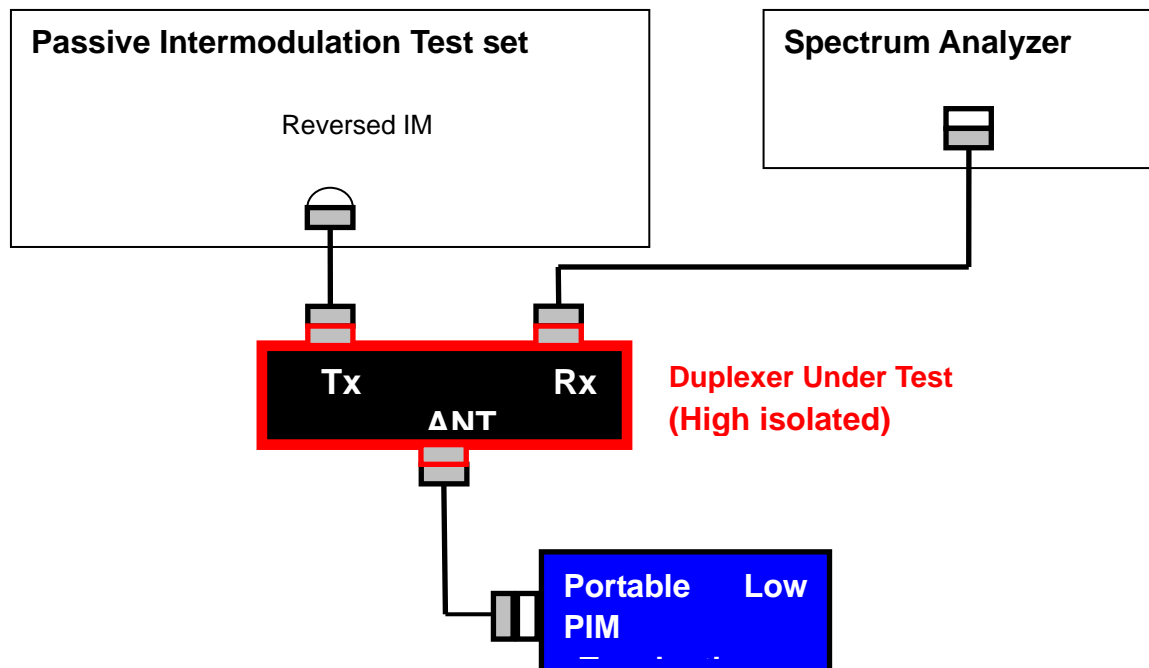 Passive Intermodulation Test set
Spectrum Analyzer
Reversed IM
Tx Rx
ANT
Duplexer Under Test
(High isolated)
Portable Low
PIM